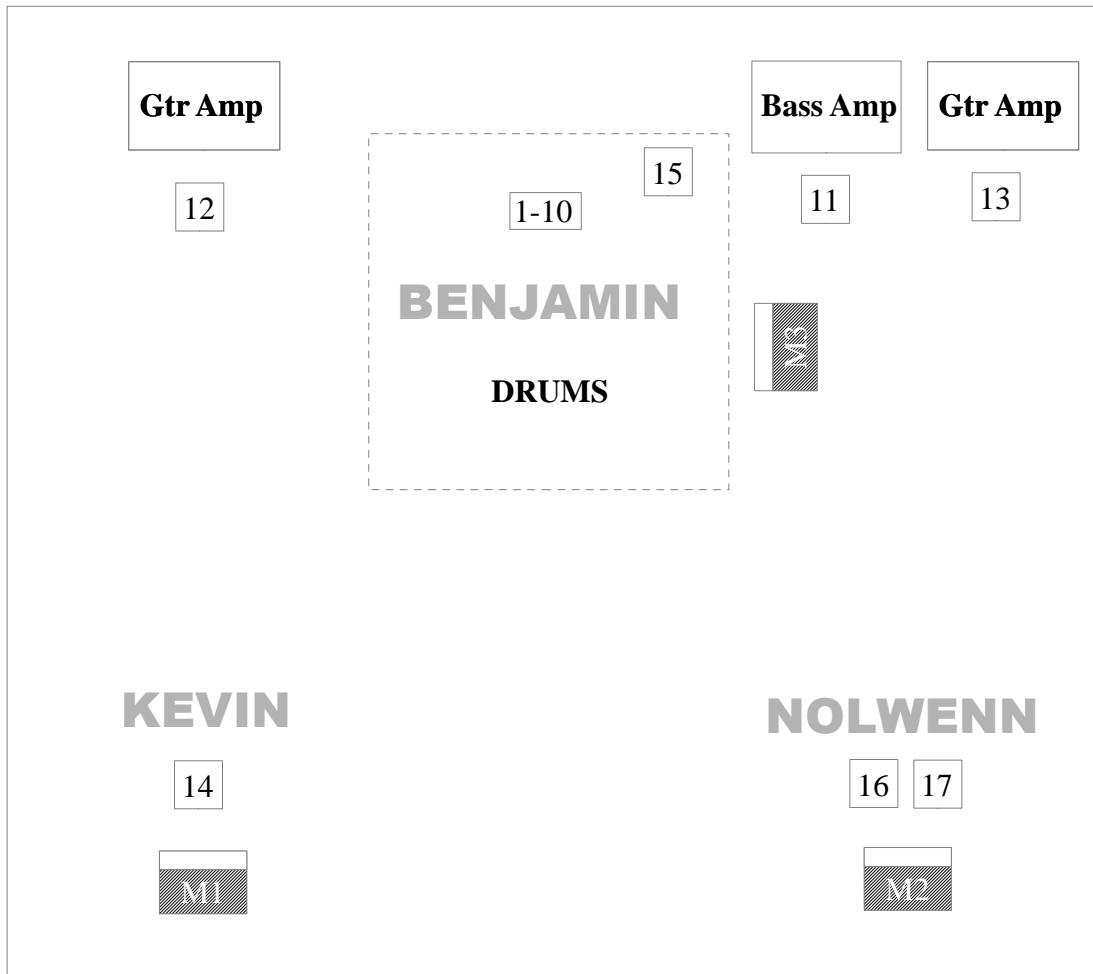 Gtr Amp
Bass Amp
Gtr Amp
12
1-10
15
11
13
BENJAMIN
M3
DRUMS
KEVIN
NOLWENN
14
16
17
M1
M2